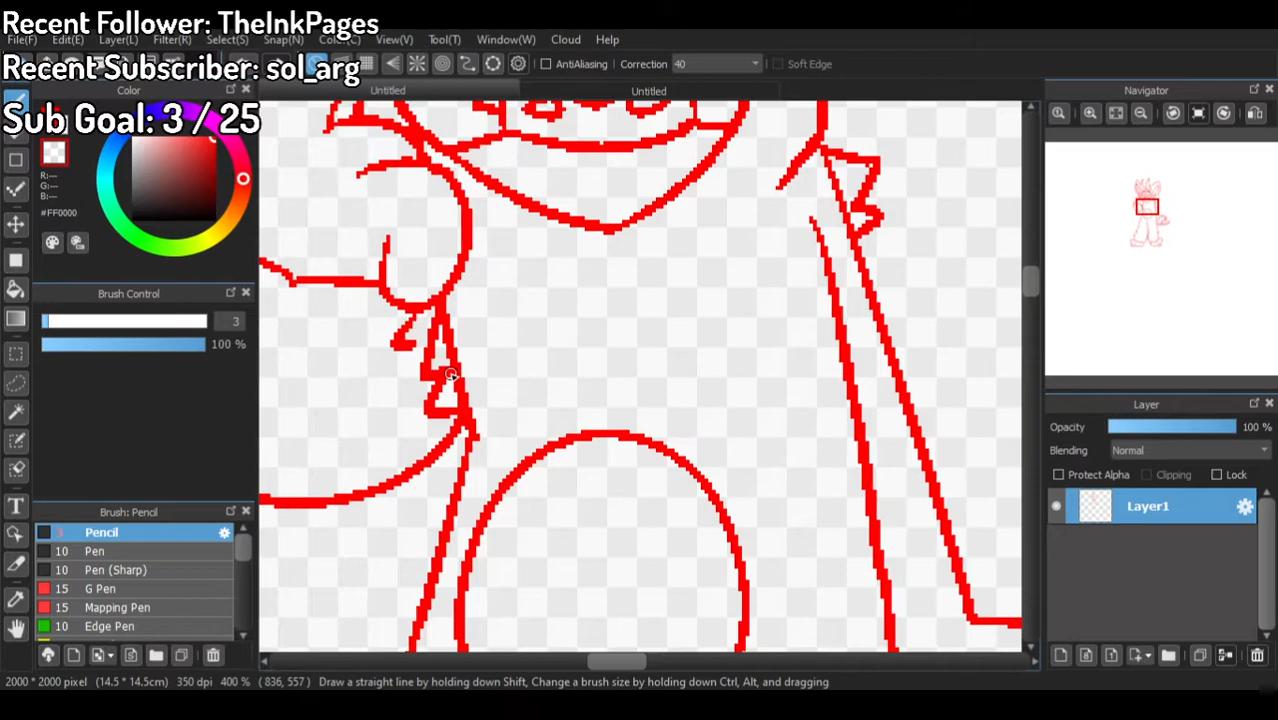 Recent Follower: TheInkPages
File(F) Edit(E) Layer(L) Filter(R) Select(S) Snap(N) Color(C) View(V) Tool(T) Window(W) Cloud Help
Recent Subscriber: sol_arg
AntiAliasing Correction 40 Soft Edge
Color Untitled Untitled Navigator
Sub Goal: 3 / 25
R:---
G:---
B:---
#FF0000
Brush Control
3
100 %
Layer
Opacity 100 %
Blending Normal
Protect Alpha Clipping Lock
Layer1
Brush: Pencil
3 Pencil
10 Pen
10 Pen (Sharp)
15 G Pen
15 Mapping Pen
10 Edge Pen
2000 * 2000 pixel (14.5 * 14.5cm) 350 dpi 400 % ( 836, 557 ) Draw a straight line by holding down Shift, Change a brush size by holding down Ctrl, Alt, and dragging